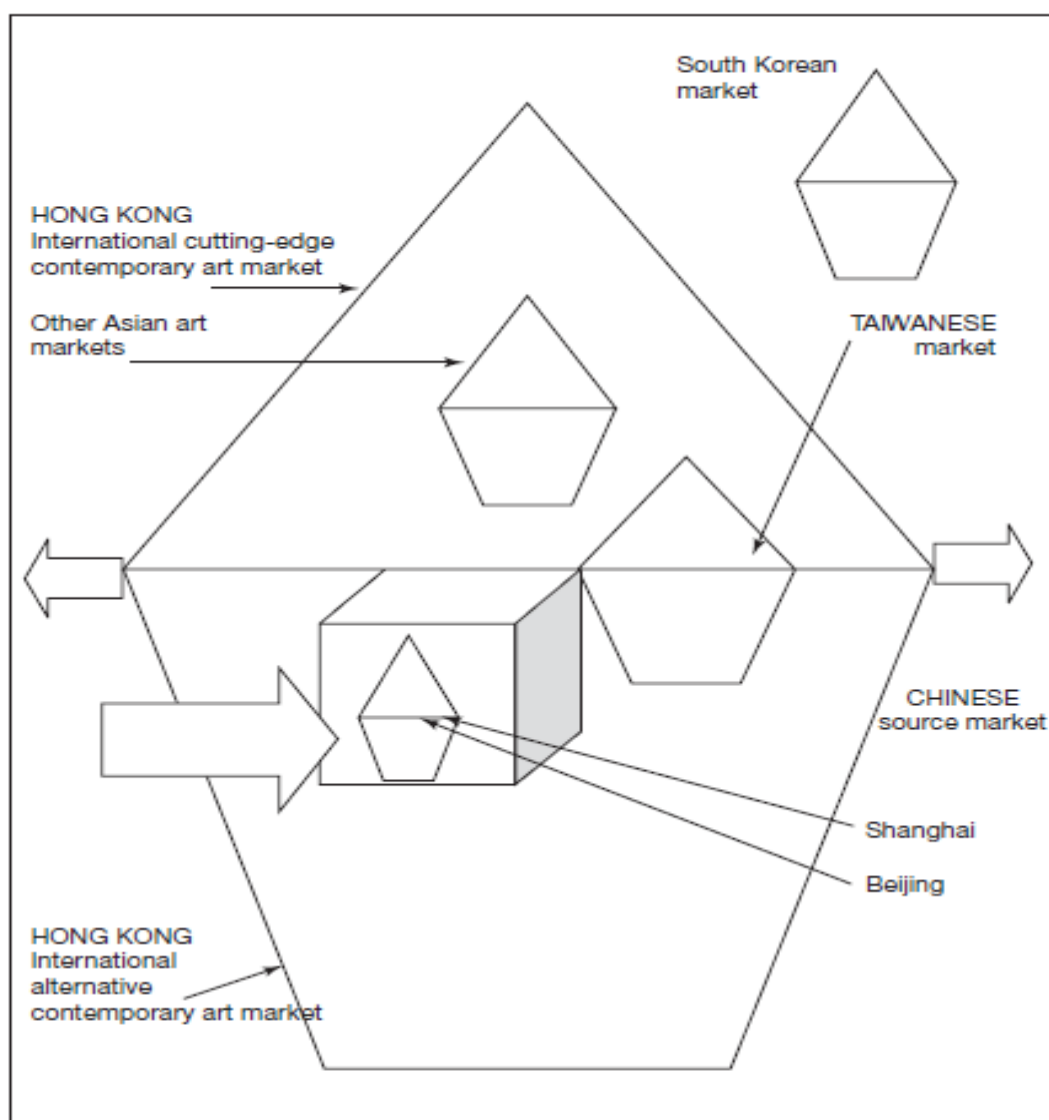 South Korean
market
HONG KONG
International cutting-edge
contemporary art market
Other Asian art
markets
TAIWANESE
market
CHINESE
source market
Shanghai
Beijing
HONG KONG
International
alternative
contemporary art market